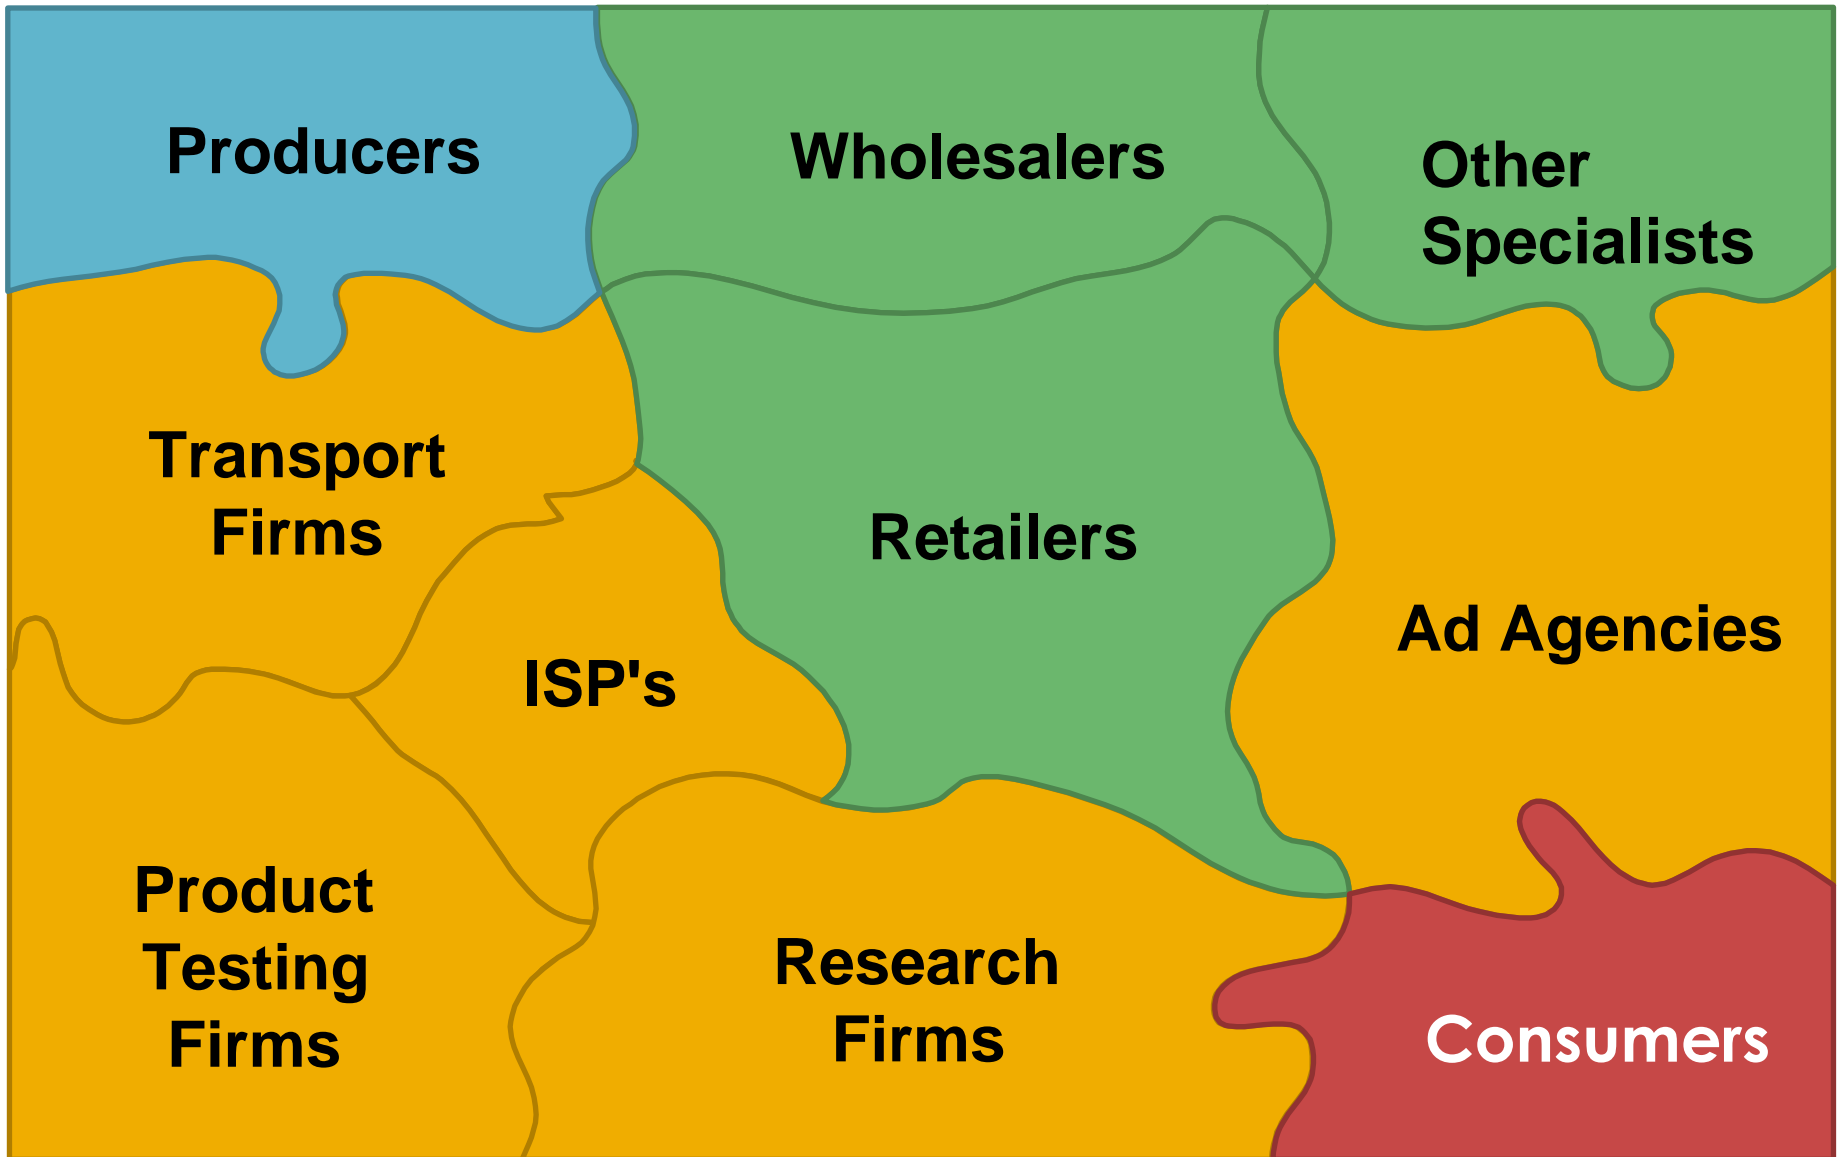 Producers
Wholesalers
Other
Specialists
Transport
Firms
Retailers
Ad Agencies
ISP's
Product
Testing
Firms
Research
Firms
Consumers